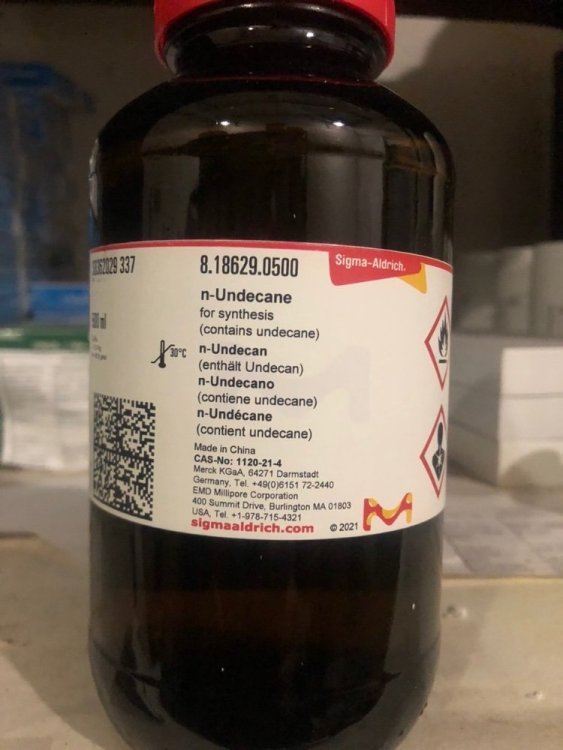 337
8.18629.0500
Sigma-Aldrich.
n-Undecane
for synthesis
(contains undecane)
ml
30°C
n-Undecan
(enthält Undecan)
n-Undecano
(contiene undecane)
n-Undécane
(contient undecane)
Made in China
CAS-No: 1120-21-4
Merck KGaA, 64271 Darmstadt
Germany, Tel. +49(0)6151 72-2440
EMD Millipore Corporation
400 Summit Drive, Burlington MA 01803
USA, Tel. +1-978-715-4321
sigmaaldrich.com
© 2021